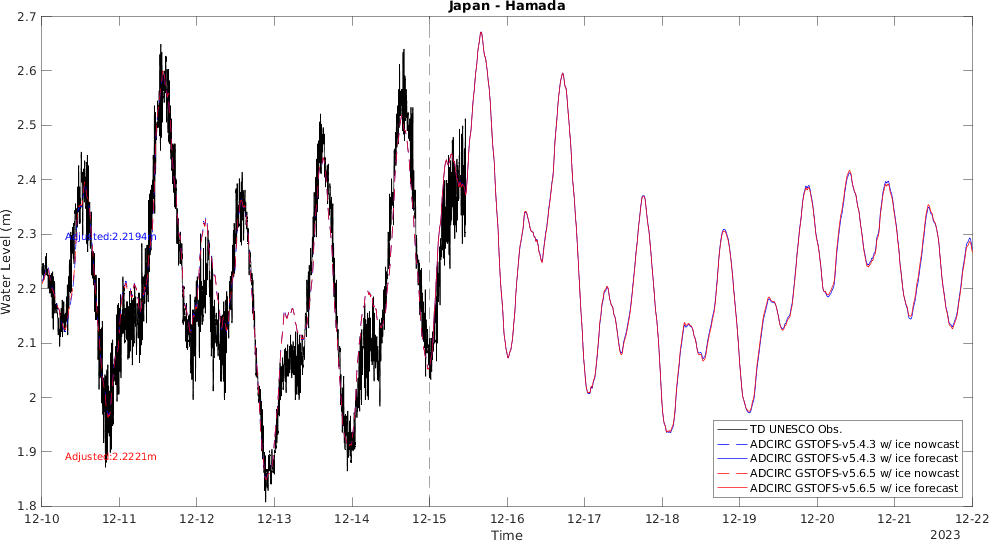 Japan - Hamada
Water Level (m)
2.7
2.6
2.5
2.4
2.3
2.2
2.1
2
1.9
1.8
Adjusted:2.2194m
Adjusted:2.2221m
TD UNESCO Obs.
ADCIRC GSTOFS-v5.4.3 w/ ice nowcast
ADCIRC GSTOFS-v5.4.3 w/ ice forecast
ADCIRC GSTOFS-v5.6.5 w/ ice nowcast
ADCIRC GSTOFS-v5.6.5 w/ ice forecast
12-10 12-11 12-12 12-13 12-14 12-15 12-16 12-17 12-18 12-19 12-20 12-21 12-22
Time
2023